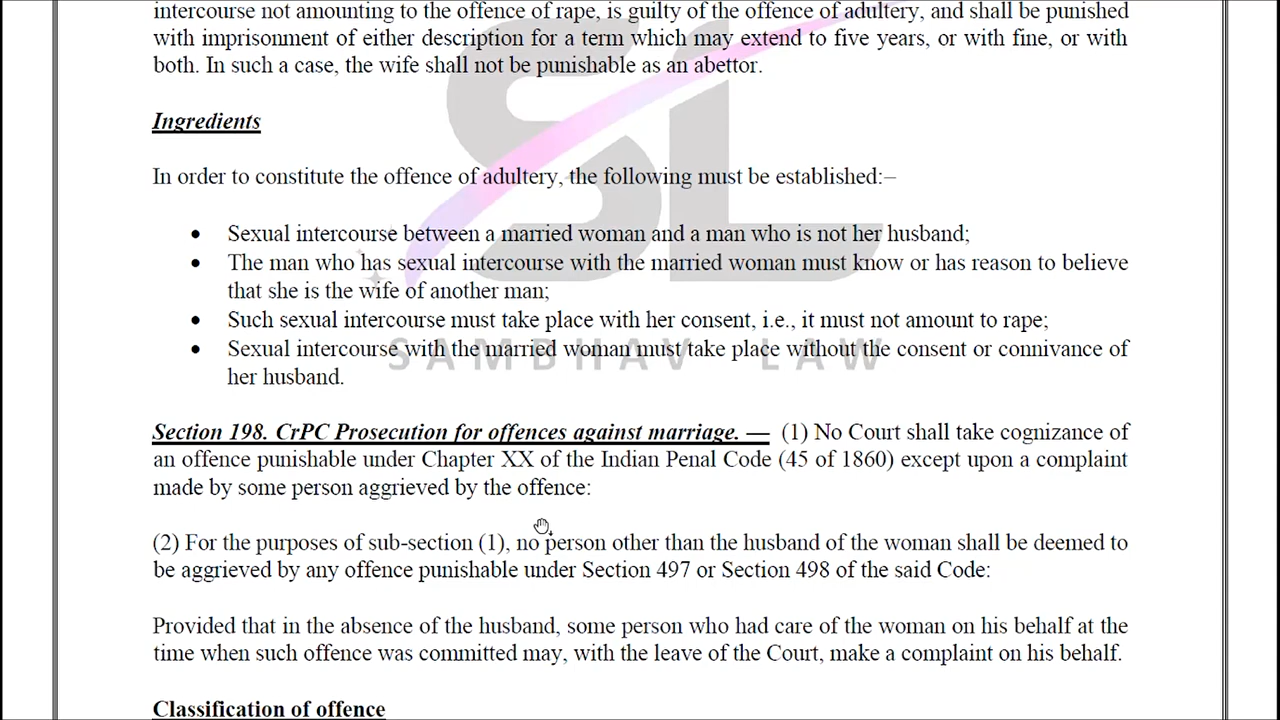 intercourse not amounting to the offence of rape, is guilty of the offence of adultery, and shall be punished
with imprisonment of either description for a term which may extend to five years, or with fine, or with
both. In such a case, the wife shall not be punishable as an abettor.
Ingredients
In order to constitute the offence of adultery, the following must be established:–
• Sexual intercourse between a married woman and a man who is not her husband;
• The man who has sexual intercourse with the married woman must know or has reason to believe
that she is the wife of another man;
• Such sexual intercourse must take place with her consent, i.e., it must not amount to rape;
• Sexual intercourse with the married woman must take place without the consent or connivance of
her husband.
SL
SAMBHAV LAW
Section 198. CrPC Prosecution for offences against marriage. — (1) No Court shall take cognizance of
an offence punishable under Chapter XX of the Indian Penal Code (45 of 1860) except upon a complaint
made by some person aggrieved by the offence:
(2) For the purposes of sub-section (1), no person other than the husband of the woman shall be deemed to
be aggrieved by any offence punishable under Section 497 or Section 498 of the said Code:
Provided that in the absence of the husband, some person who had care of the woman on his behalf at the
time when such offence was committed may, with the leave of the Court, make a complaint on his behalf.
Classification of offence